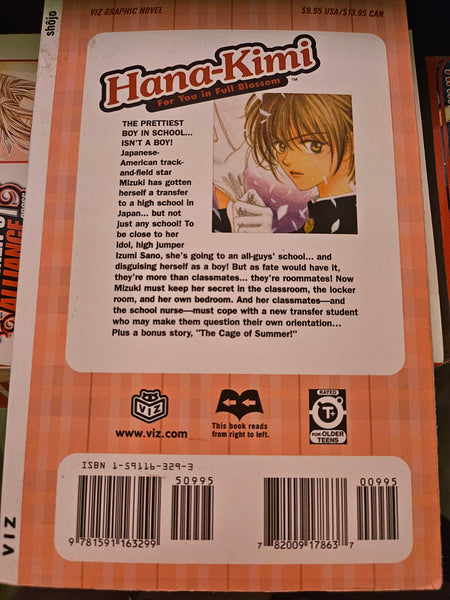 shôjo
VIZ GRAPHIC NOVEL
$9.95 USA/$13.95 CAN
Hana-Kimi
For You in Full Blossom™
THE PRETTIEST
BOY IN SCHOOL...
ISN'T A BOY!
Japanese-
American track-
and-field star
Mizuki has gotten
herself a transfer
to a high school in
Japan... but not
just any school! To
be close to her
idol, high jumper
Izumi Sano, she's going to an all-guys' school... and
disguising herself as a boy! But as fate would have it,
they're more than classmates... they're roommates! Now
Mizuki must keep her secret in the classroom, the locker
room, and her own bedroom. And her classmates—and
the school nurse—must cope with a new transfer student
who may make them question their own orientation...
Plus a bonus story, "The Cage of Summer!"
VIZ
www.viz.com
This book reads
from right to left.
RATED
T+
FOR OLDER
TEENS
ISBN 1-59116-329-3
50995
9 781591 163299
00995
7 82009 17863 7
VIZ
ALLIANCE